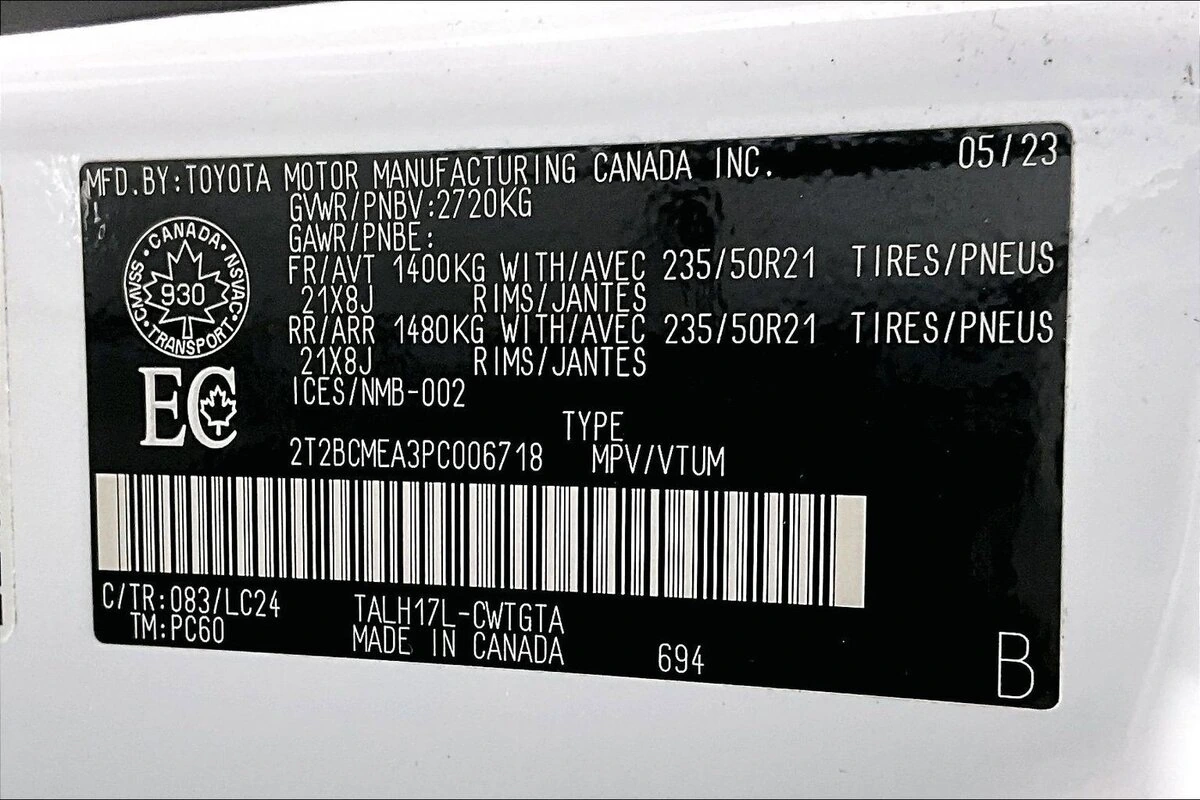 MFD.BY:TOYOTA MOTOR MANUFACTURING CANADA INC. 05/23
GVWR/PNBV:2720KG
GAWR/PNBE:
FR/AVT 1400KG WITH/AVEC 235/50R21 TIRES/PNEUS
21X8J RIMS/JANTES
RR/ARR 1480KG WITH/AVEC 235/50R21 TIRES/PNEUS
21X8J RIMS/JANTES
ICES/NMB-002
CANADA • NSVAC • TRANSPORT • CMVSS •
930
EC
TYPE
2T2BCMEA3PC006718 MPV/VTUM
C/TR:083/LC24 TALH17L-CWTGTA
TM:PC60 MADE IN CANADA 694
B